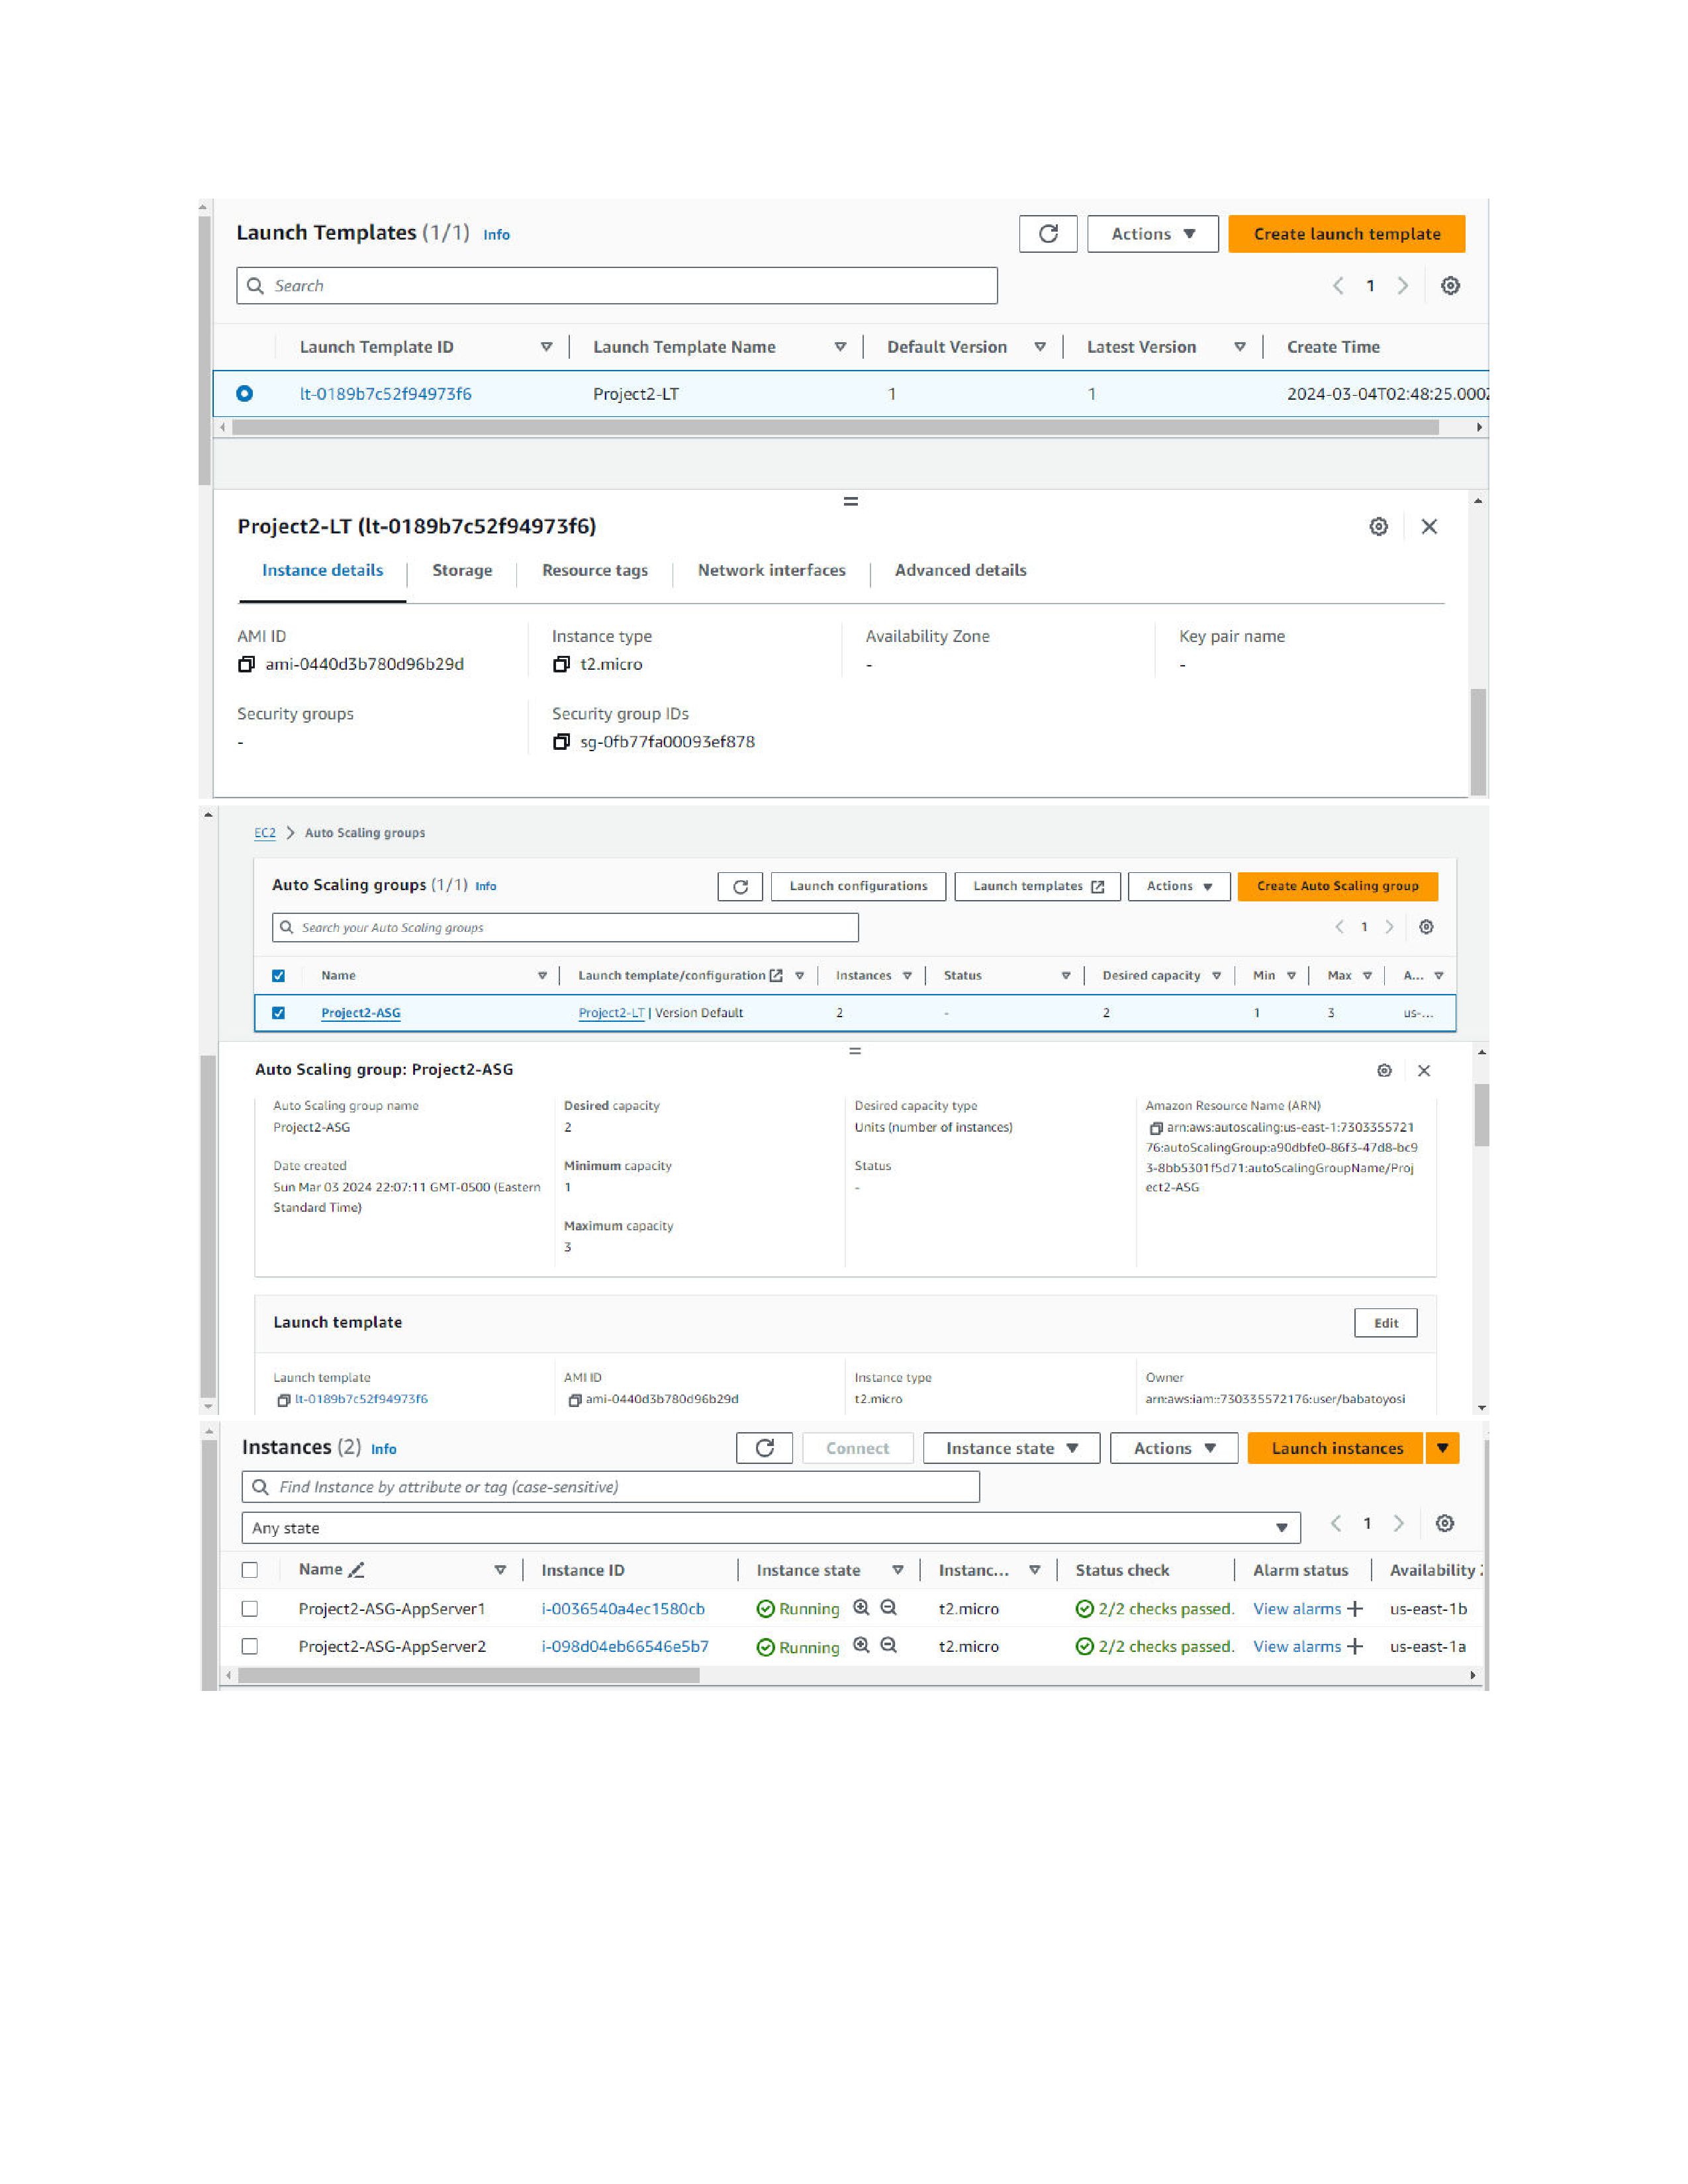 Launch Templates (1/1) Info
Actions
Create launch template
Search
1
Launch Template ID Launch Template Name Default Version Latest Version Create Time
lt-0189b7c52f94973f6 Project2-LT 1 1 2024-03-04T02:48:25.000
Project2-LT (lt-0189b7c52f94973f6)
Instance details Storage Resource tags Network interfaces Advanced details
AMI ID Instance type Availability Zone Key pair name
ami-0440d3b780d96b29d t2.micro - -
Security groups Security group IDs
- sg-0fb77fa00093ef878
EC2 > Auto Scaling groups
Auto Scaling groups (1/1) Info
Launch configurations
Launch templates
Actions
Create Auto Scaling group
Search your Auto Scaling groups
1
Name Launch template/configuration Instances Status Desired capacity Min Max A...
Project2-ASG Project2-LT | Version Default 2 - 2 1 3 us-...
Auto Scaling group: Project2-ASG
Auto Scaling group name
Project2-ASG
Date created
Sun Mar 03 2024 22:07:11 GMT-0500 (Eastern
Standard Time)
Desired capacity
2
Minimum capacity
1
Maximum capacity
3
Desired capacity type
Units (number of instances)
Status
-
Amazon Resource Name (ARN)
arn:aws:autoscaling:us-east-1:7303355721
76:autoScalingGroup:a90dbfe0-86f3-47d8-bc9
3-8bb5301f5d71:autoScalingGroupName/Proj
ect2-ASG
Launch template
Edit
Launch template AMI ID Instance type Owner
lt-0189b7c52f94973f6 ami-0440d3b780d96b29d t2.micro arn:aws:iam::730335572176:user/babatoyosi
Instances (2) Info
Connect
Instance state
Actions
Launch instances
Find Instance by attribute or tag (case-sensitive)
Any state
1
Name Instance ID Instance state Instanc... Status check Alarm status Availability
Project2-ASG-AppServer1 i-0036540a4ec1580cb Running t2.micro 2/2 checks passed. View alarms + us-east-1b
Project2-ASG-AppServer2 i-098d04eb66546e5b7 Running t2.micro 2/2 checks passed. View alarms + us-east-1a